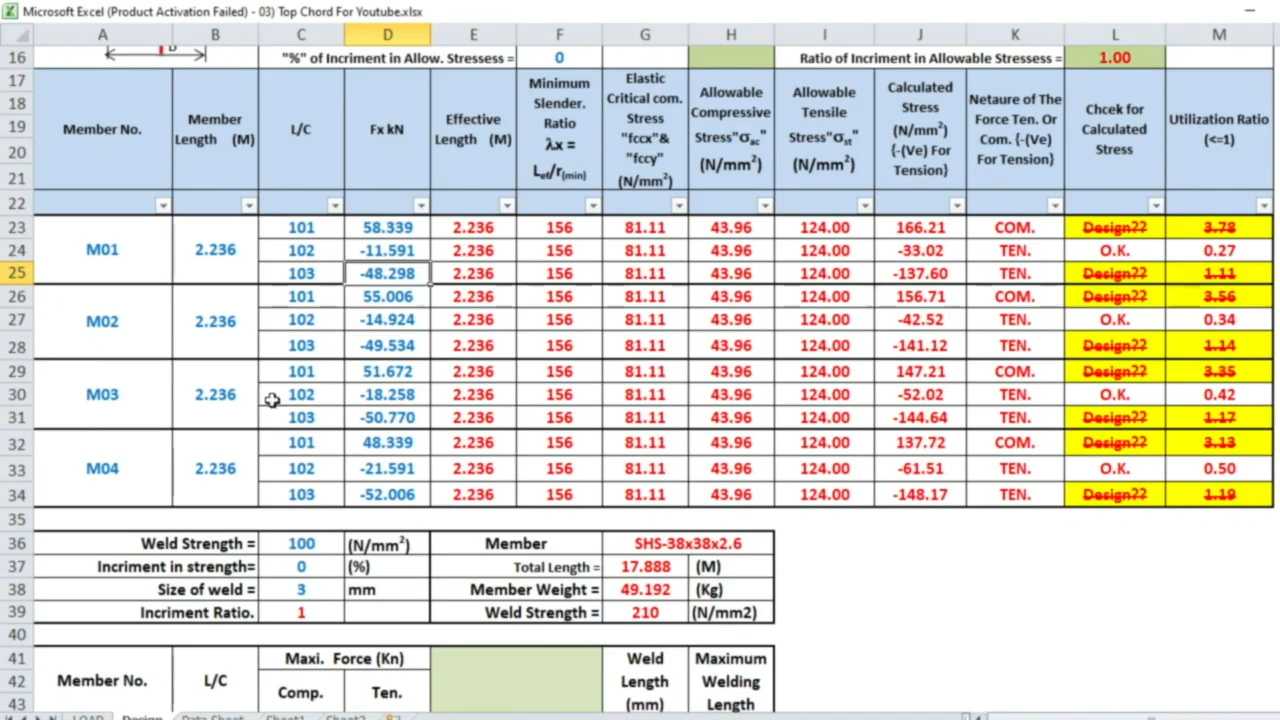 Microsoft Excel (Product Activation Failed) - 03) Top Chord For Youtube.xlsx
A B C D E F G H I J K L M
16 "%" of Incriment in Allow. Stressess = 0 Ratio of Incriment in Allowable Stressess = 1.00
17
18
19
20
21
22
Member No.
Member
Length (M)
L/C
Fx kN
Effective
Length (M)
Minimum
Slender.
Ratio
λx =
Lef/r(min)
Elastic
Critical com.
Stress
"fccx"&
"fccy"
(N/mm²)
Allowable
Compressive
Stress"σac"
(N/mm²)
Allowable
Tensile
Stress"σst"
(N/mm²)
Calculated
Stress
(N/mm²)
{-(Ve) For
Tension}
Netaure of The
Force Ten. Or
Com. {-(Ve)
For Tension}
Chcek for
Calculated
Stress
Utilization Ratio
(<=1)
23 101 58.339 2.236 156 81.11 43.96 124.00 166.21 COM. Design?? 3.78
24 M01 2.236 102 -11.591 2.236 156 81.11 43.96 124.00 -33.02 TEN. O.K. 0.27
25 103 -48.298 2.236 156 81.11 43.96 124.00 -137.60 TEN. Design?? 1.11
26 101 55.006 2.236 156 81.11 43.96 124.00 156.71 COM. Design?? 3.56
27 M02 2.236 102 -14.924 2.236 156 81.11 43.96 124.00 -42.52 TEN. O.K. 0.34
28 103 -49.534 2.236 156 81.11 43.96 124.00 -141.12 TEN. Design?? 1.14
29 101 51.672 2.236 156 81.11 43.96 124.00 147.21 COM. Design?? 3.35
30 M03 2.236 102 -18.258 2.236 156 81.11 43.96 124.00 -52.02 TEN. O.K. 0.42
31 103 -50.770 2.236 156 81.11 43.96 124.00 -144.64 TEN. Design?? 1.17
32 101 48.339 2.236 156 81.11 43.96 124.00 137.72 COM. Design?? 3.13
33 M04 2.236 102 -21.591 2.236 156 81.11 43.96 124.00 -61.51 TEN. O.K. 0.50
34 103 -52.006 2.236 156 81.11 43.96 124.00 -148.17 TEN. Design?? 1.19
35
36 Weld Strength = 100 (N/mm²) Member SHS-38x38x2.6
37 Incriment in strength= 0 (%) Total Length = 17.888 (M)
38 Size of weld = 3 mm Member Weight = 49.192 (Kg)
39 Incriment Ratio. 1 Weld Strength = 210 (N/mm2)
40
41
42
43
Member No.
L/C
Maxi. Force (Kn)
Comp. Ten.
Weld
Length
(mm)
Maximum
Welding
Length
LOAD Design Data Sheet Sheet1 Sheet2